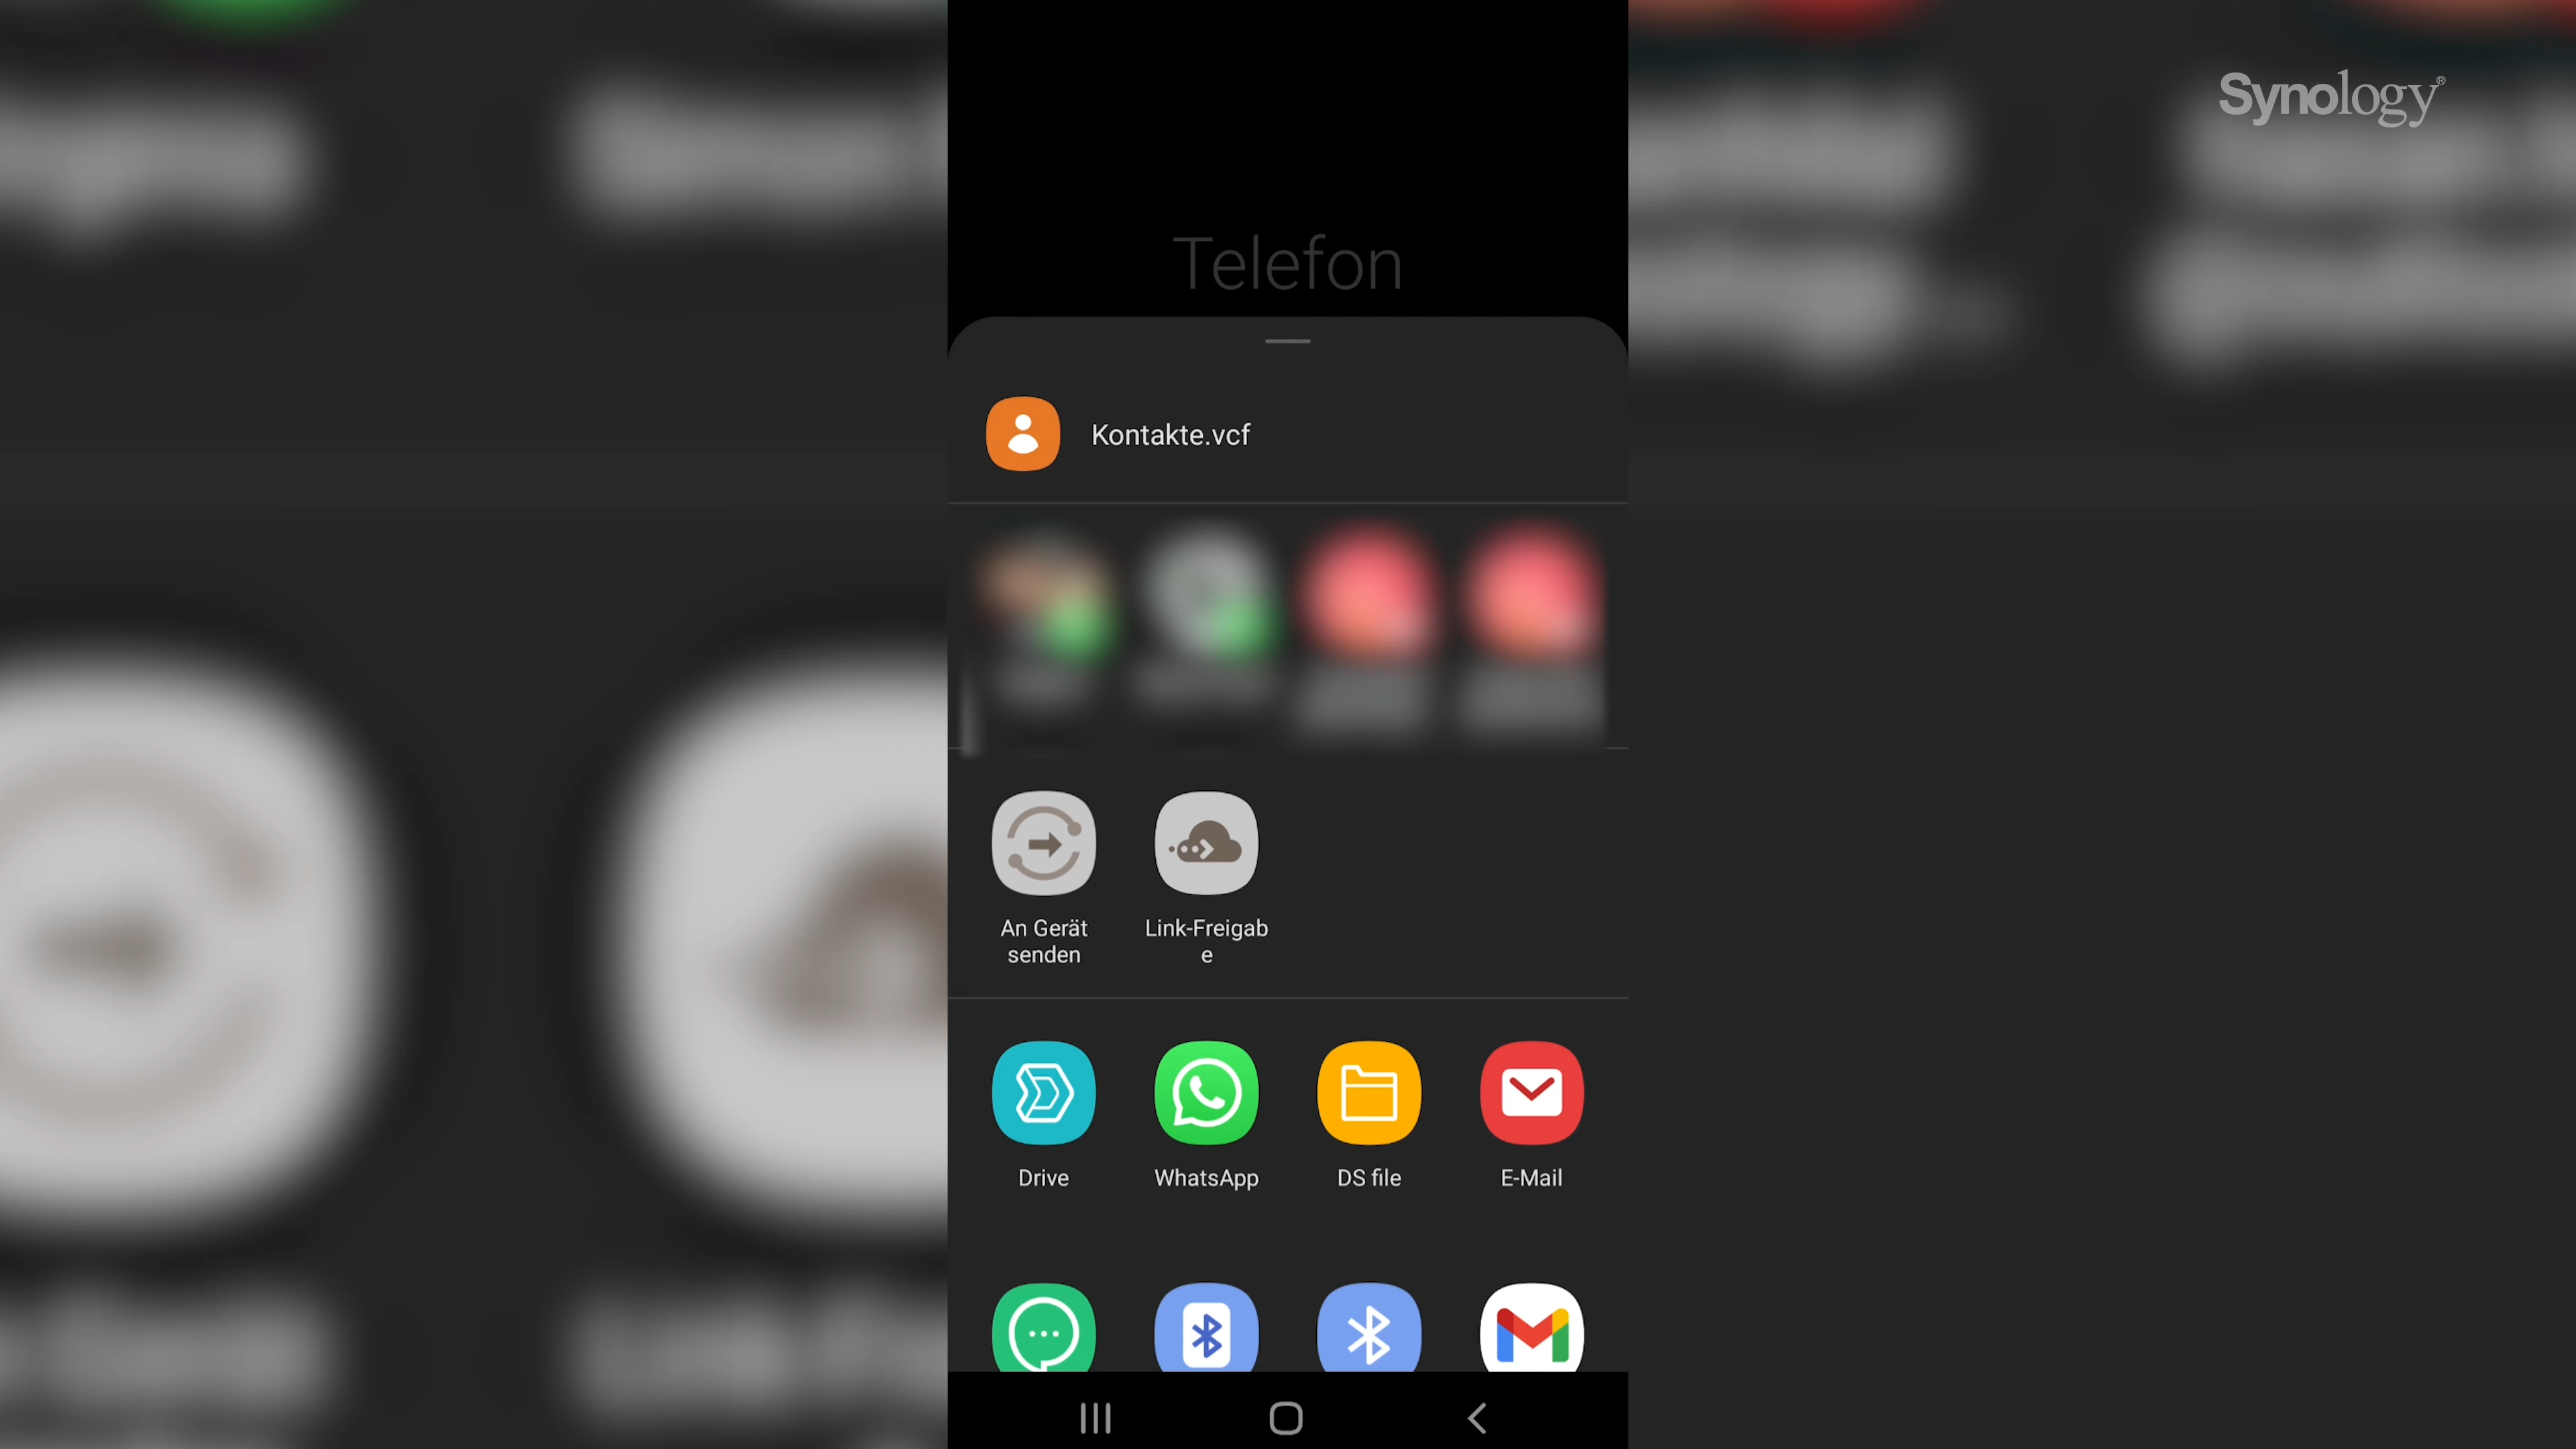 Synology®
Telefon
Kontakte.vcf
An Gerät
senden
Link-Freigab
e
Drive
WhatsApp
DS file
E-Mail